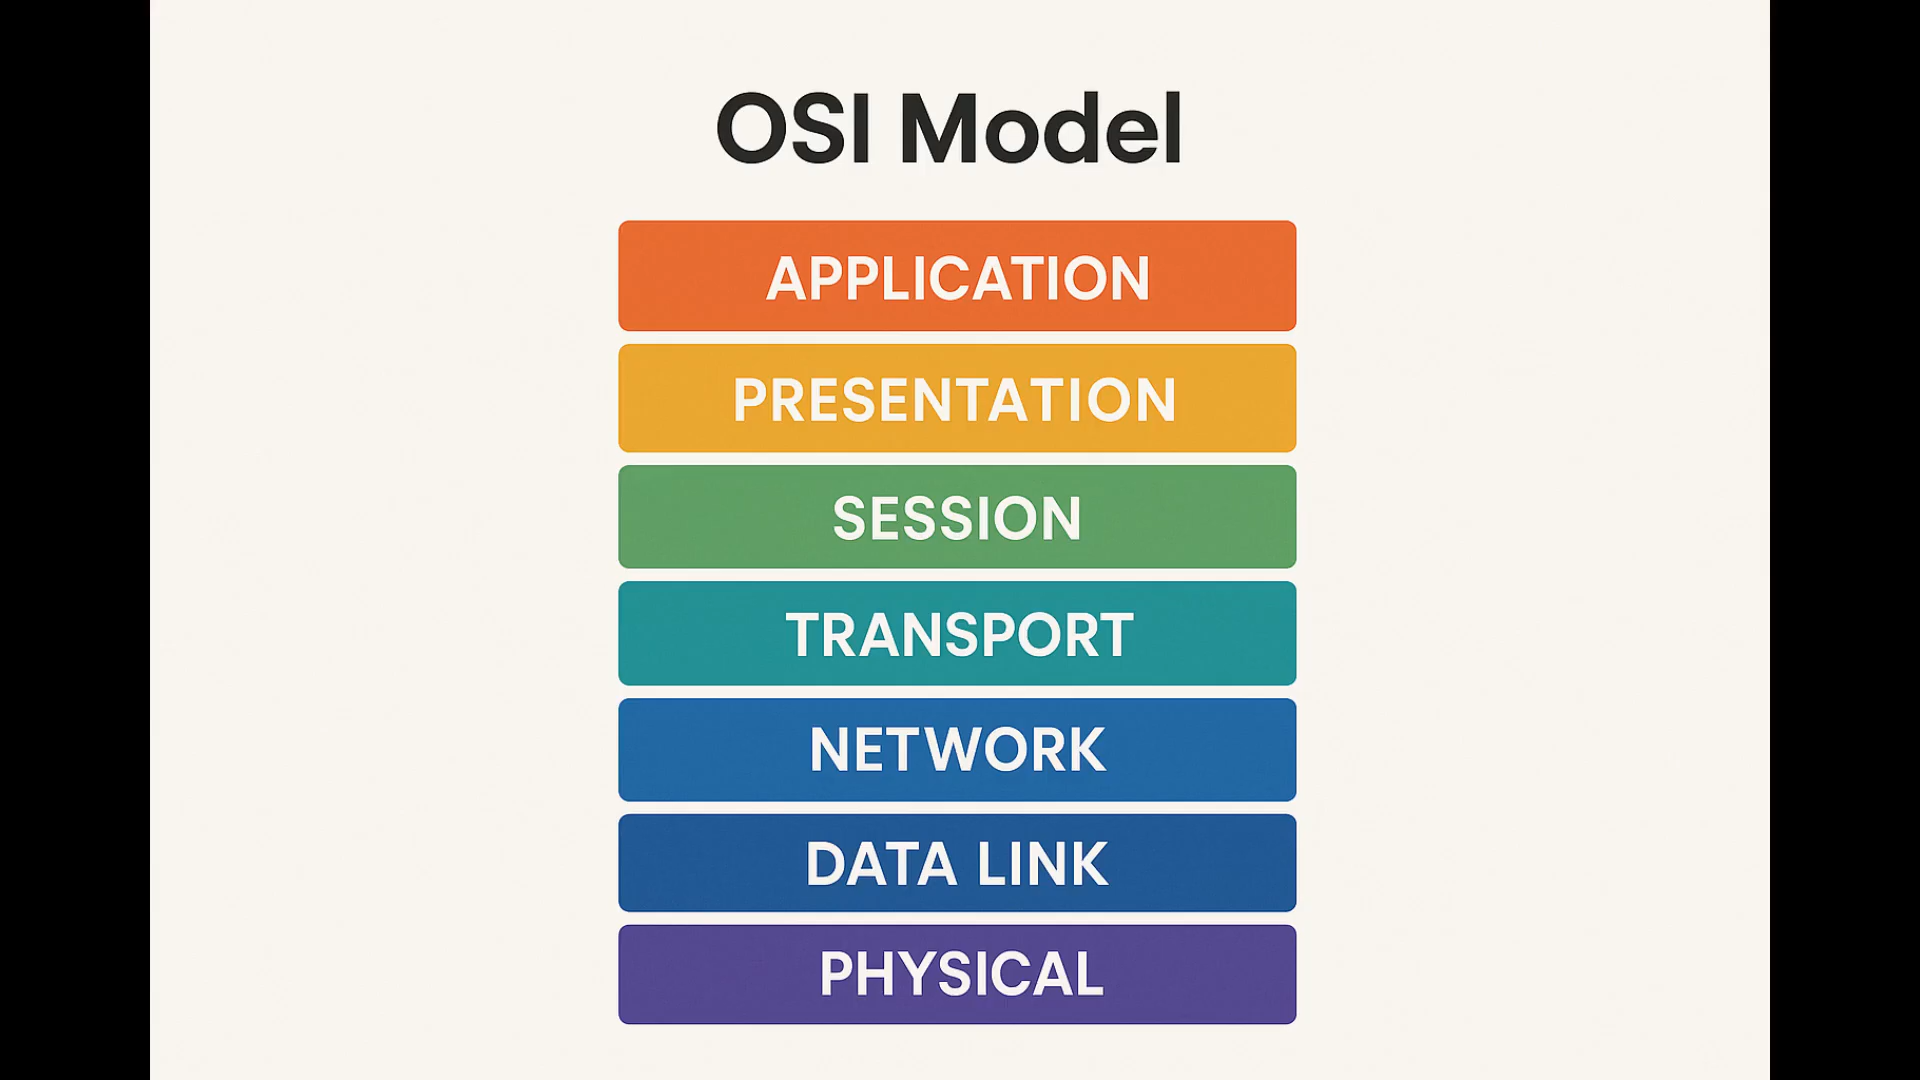 OSI Model
APPLICATION
PRESENTATION
SESSION
TRANSPORT
NETWORK
DATA LINK
PHYSICAL